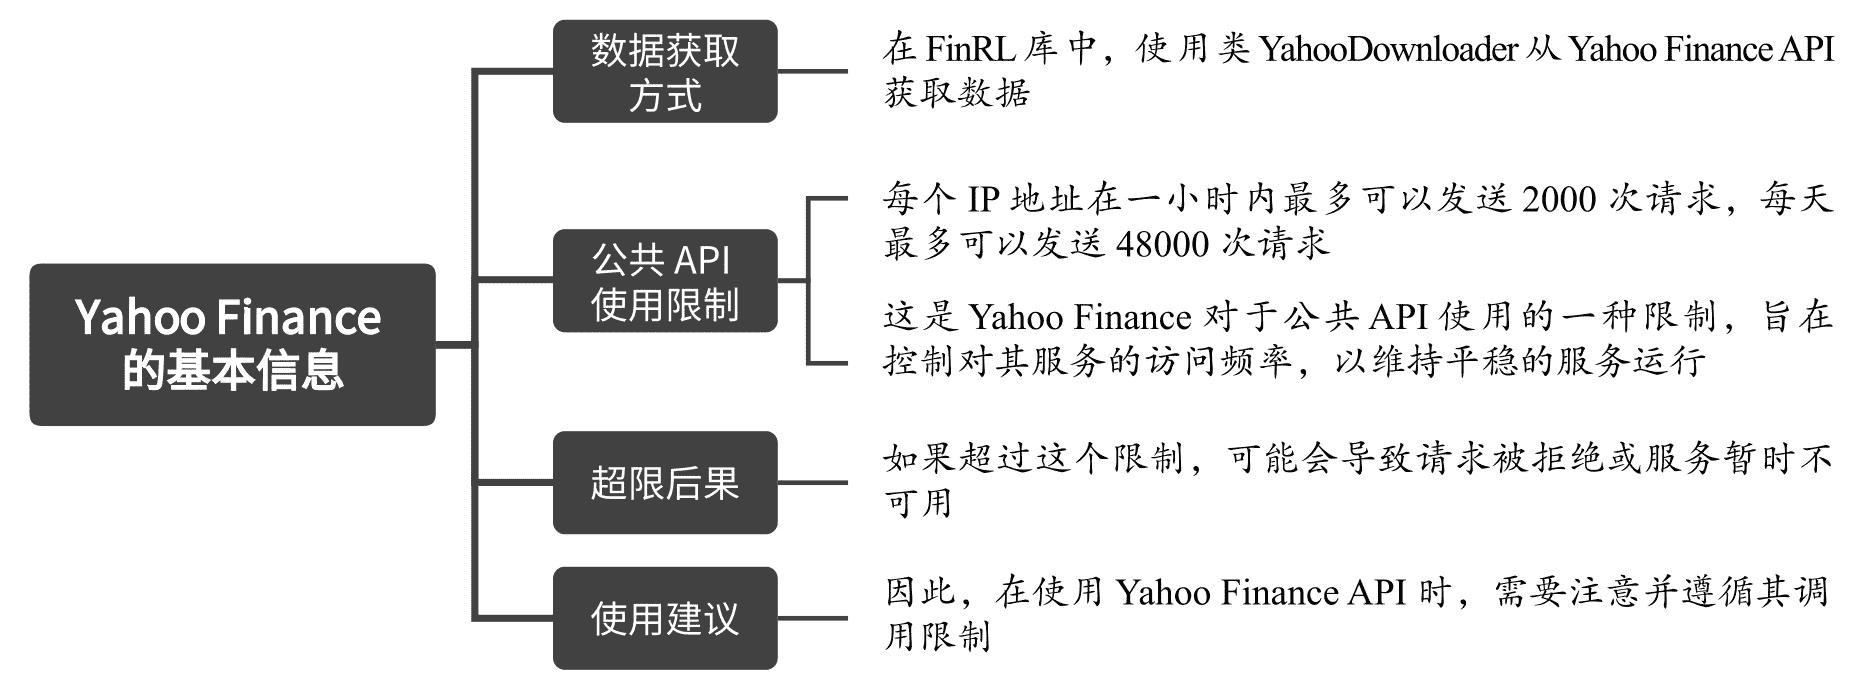 Yahoo Finance
的基本信息
数据获取
方式
在 FinRL 库中，使用类 YahooDownloader 从 Yahoo Finance API
获取数据
公共 API
使用限制
每个 IP 地址在一小时内最多可以发送 2000 次请求，每天
最多可以发送 48000 次请求
这是 Yahoo Finance 对于公共 API 使用的一种限制，旨在
控制对其服务的访问频率，以维持平稳的服务运行
超限后果
如果超过这个限制，可能会导致请求被拒绝或服务暂时不
可用
使用建议
因此，在使用 Yahoo Finance API 时，需要注意并遵循其调
用限制